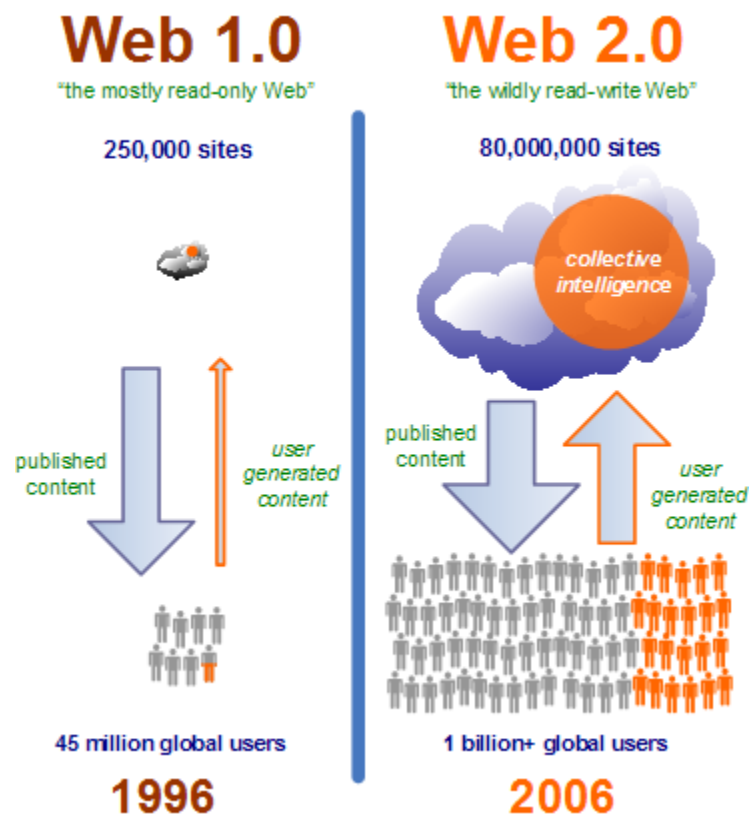 Web 1.0
"the mostly read-only Web"
250,000 sites
published
content
user
generated
content
45 million global users
1996
Web 2.0
"the wildly read-write Web"
80,000,000 sites
collective
intelligence
published
content
user
generated
content
1 billion+ global users
2006